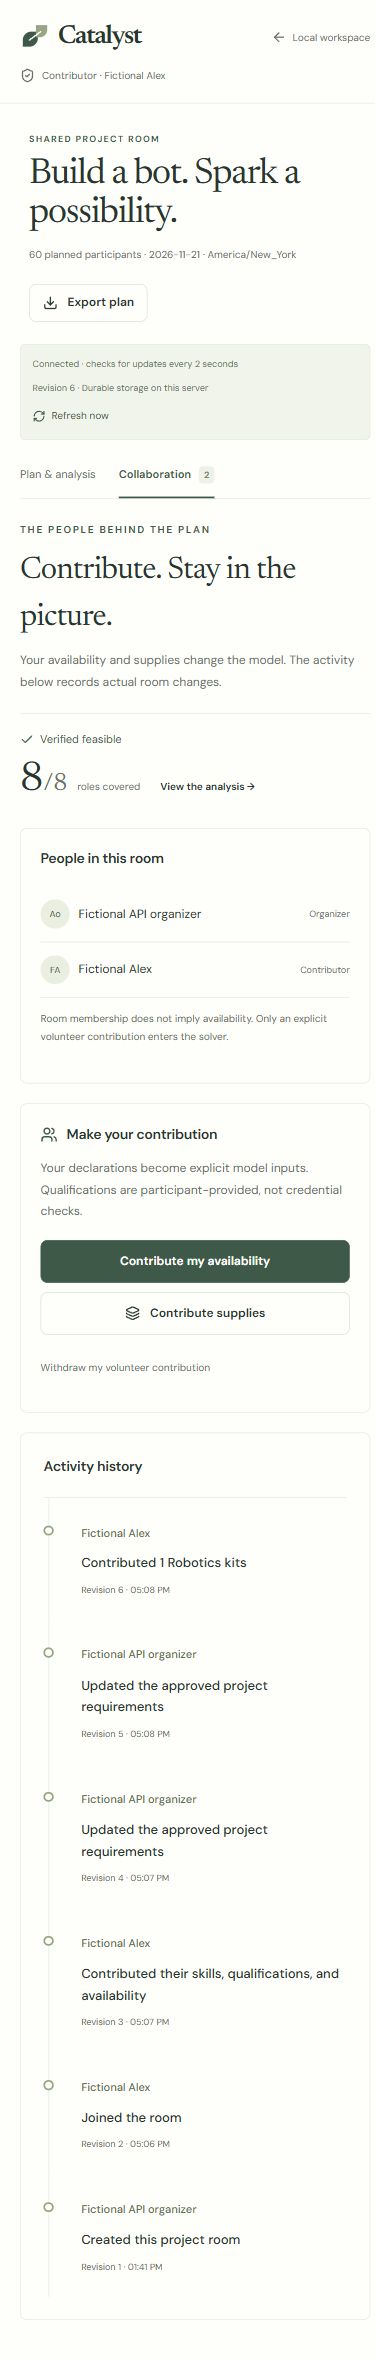 Catalyst
Local workspace
Contributor · Fictional Alex
SHARED PROJECT ROOM
Build a bot. Spark a
possibility.
60 planned participants · 2026-11-21 · America/New_York
Export plan
Connected · checks for updates every 2 seconds
Revision 6 · Durable storage on this server
Refresh now
Plan & analysis
Collaboration 2
THE PEOPLE BEHIND THE PLAN
Contribute. Stay in the
picture.
Your availability and supplies change the model. The activity
below records actual room changes.
Verified feasible
8/8 roles covered
View the analysis →
People in this room
Ao Fictional API organizer Organizer
FA Fictional Alex Contributor
Room membership does not imply availability. Only an explicit
volunteer contribution enters the solver.
Make your contribution
Your declarations become explicit model inputs.
Qualifications are participant-provided, not credential
checks.
Contribute my availability
Contribute supplies
Withdraw my volunteer contribution
Activity history
Fictional Alex
Contributed 1 Robotics kits
Revision 6 · 05:08 PM
Fictional API organizer
Updated the approved project
requirements
Revision 5 · 05:08 PM
Fictional API organizer
Updated the approved project
requirements
Revision 4 · 05:07 PM
Fictional Alex
Contributed their skills, qualifications, and
availability
Revision 3 · 05:07 PM
Fictional Alex
Joined the room
Revision 2 · 05:06 PM
Fictional API organizer
Created this project room
Revision 1 · 01:41 PM